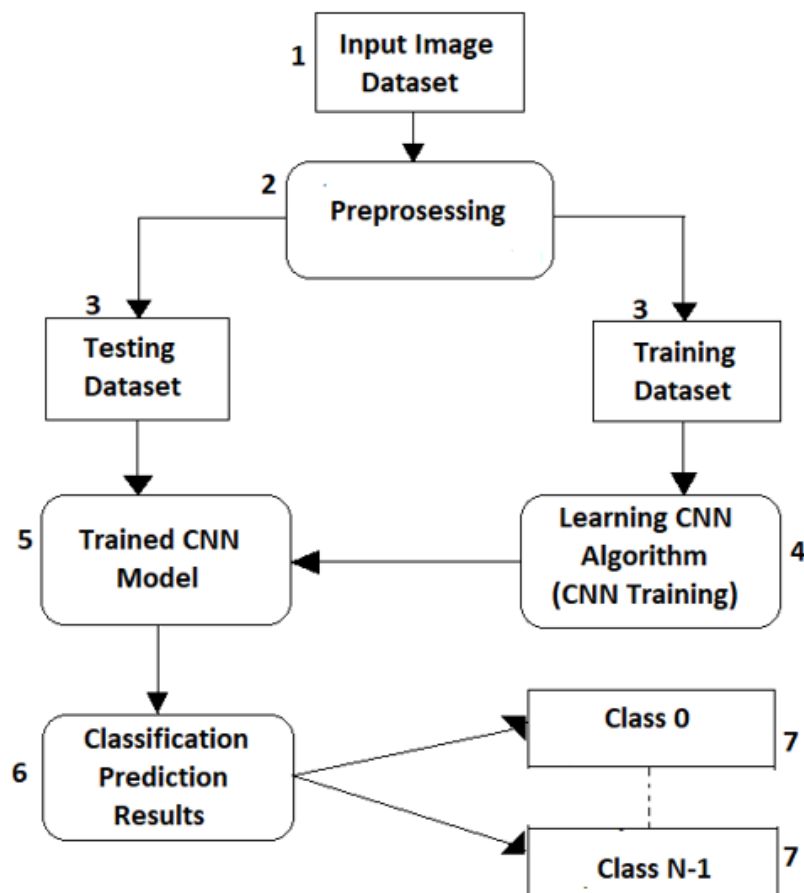 1
Input Image
Dataset
2
Preprosessing
3
Testing
Dataset
3
Training
Dataset
5
Trained CNN
Model
Learning CNN
Algorithm
(CNN Training)
4
6
Classification
Prediction
Results
Class 0
7
Class N-1
7